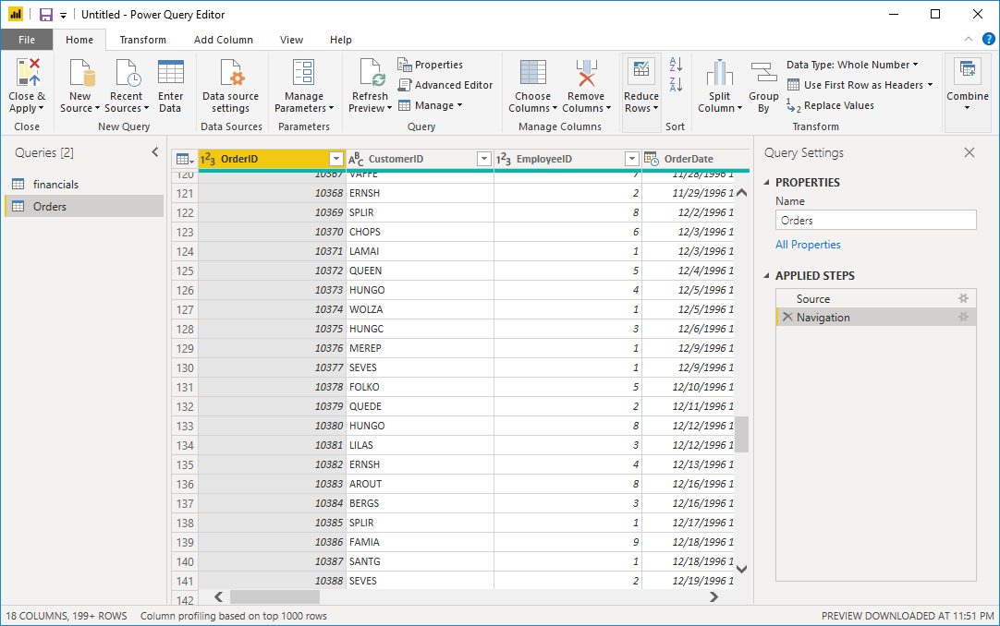 Untitled - Power Query Editor
File Home Transform Add Column View Help
Close & Apply
New Source
Recent Sources
Enter Data
Data source settings
Manage Parameters
Refresh Preview
Properties
Advanced Editor
Manage
Choose Columns
Remove Columns
Reduce Rows
Split Column
Group By
Data Type: Whole Number
Use First Row as Headers
Replace Values
Combine
Close New Query Data Sources Parameters Query Manage Columns Sort Transform
Queries [2]
financials
Orders
OrderID CustomerID EmployeeID OrderDate
120 10367 VAFFE 7 11/28/1996 1
121 10368 ERNSH 2 11/29/1996 1
122 10369 SPLIR 8 12/2/1996 1
123 10370 CHOPS 6 12/3/1996 1
124 10371 LAMAI 1 12/3/1996 1
125 10372 QUEEN 5 12/4/1996 1
126 10373 HUNGO 4 12/5/1996 1
127 10374 WOLZA 1 12/5/1996 1
128 10375 HUNGC 3 12/6/1996 1
129 10376 MEREP 1 12/9/1996 1
130 10377 SEVES 1 12/9/1996 1
131 10378 FOLKO 5 12/10/1996 1
132 10379 QUEDE 2 12/11/1996 1
133 10380 HUNGO 8 12/12/1996 1
134 10381 LILAS 3 12/12/1996 1
135 10382 ERNSH 4 12/13/1996 1
136 10383 AROUT 8 12/16/1996 1
137 10384 BERGS 3 12/16/1996 1
138 10385 SPLIR 1 12/17/1996 1
139 10386 FAMIA 9 12/18/1996 1
140 10387 SANTG 1 12/18/1996 1
141 10388 SEVES 2 12/19/1996 1
142
Query Settings
PROPERTIES
Name
Orders
All Properties
APPLIED STEPS
Source
Navigation
18 COLUMNS, 199+ ROWS Column profiling based on top 1000 rows PREVIEW DOWNLOADED AT 11:51 PM